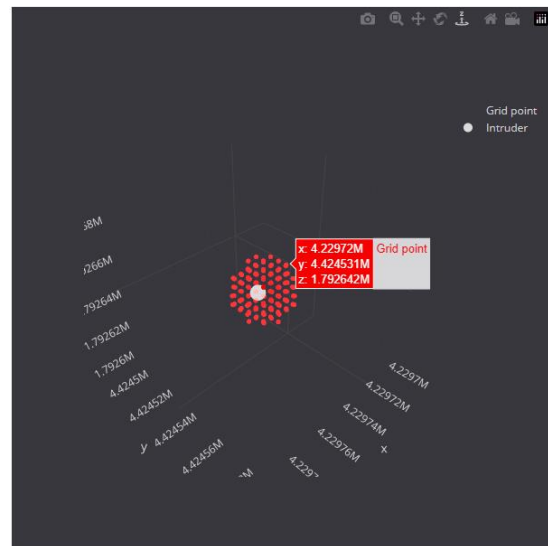 Grid point
Intruder
x: 4.22972M
y: 4.424531M
z: 1.792642M
Grid point
1.79264M
1.79262M
1.7926M
4.4245M
4.42452M
4.42454M
4.42456M
y
4.2297M
4.22972M
4.22974M
4.22976M
x